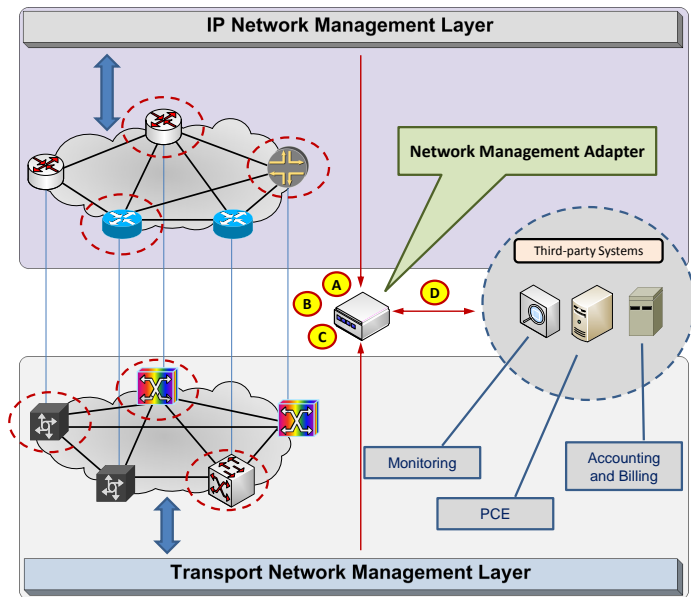 IP Network Management Layer
Network Management Adapter
Third-party Systems
A
B
D
C
Monitoring
Accounting
and Billing
PCE
Transport Network Management Layer